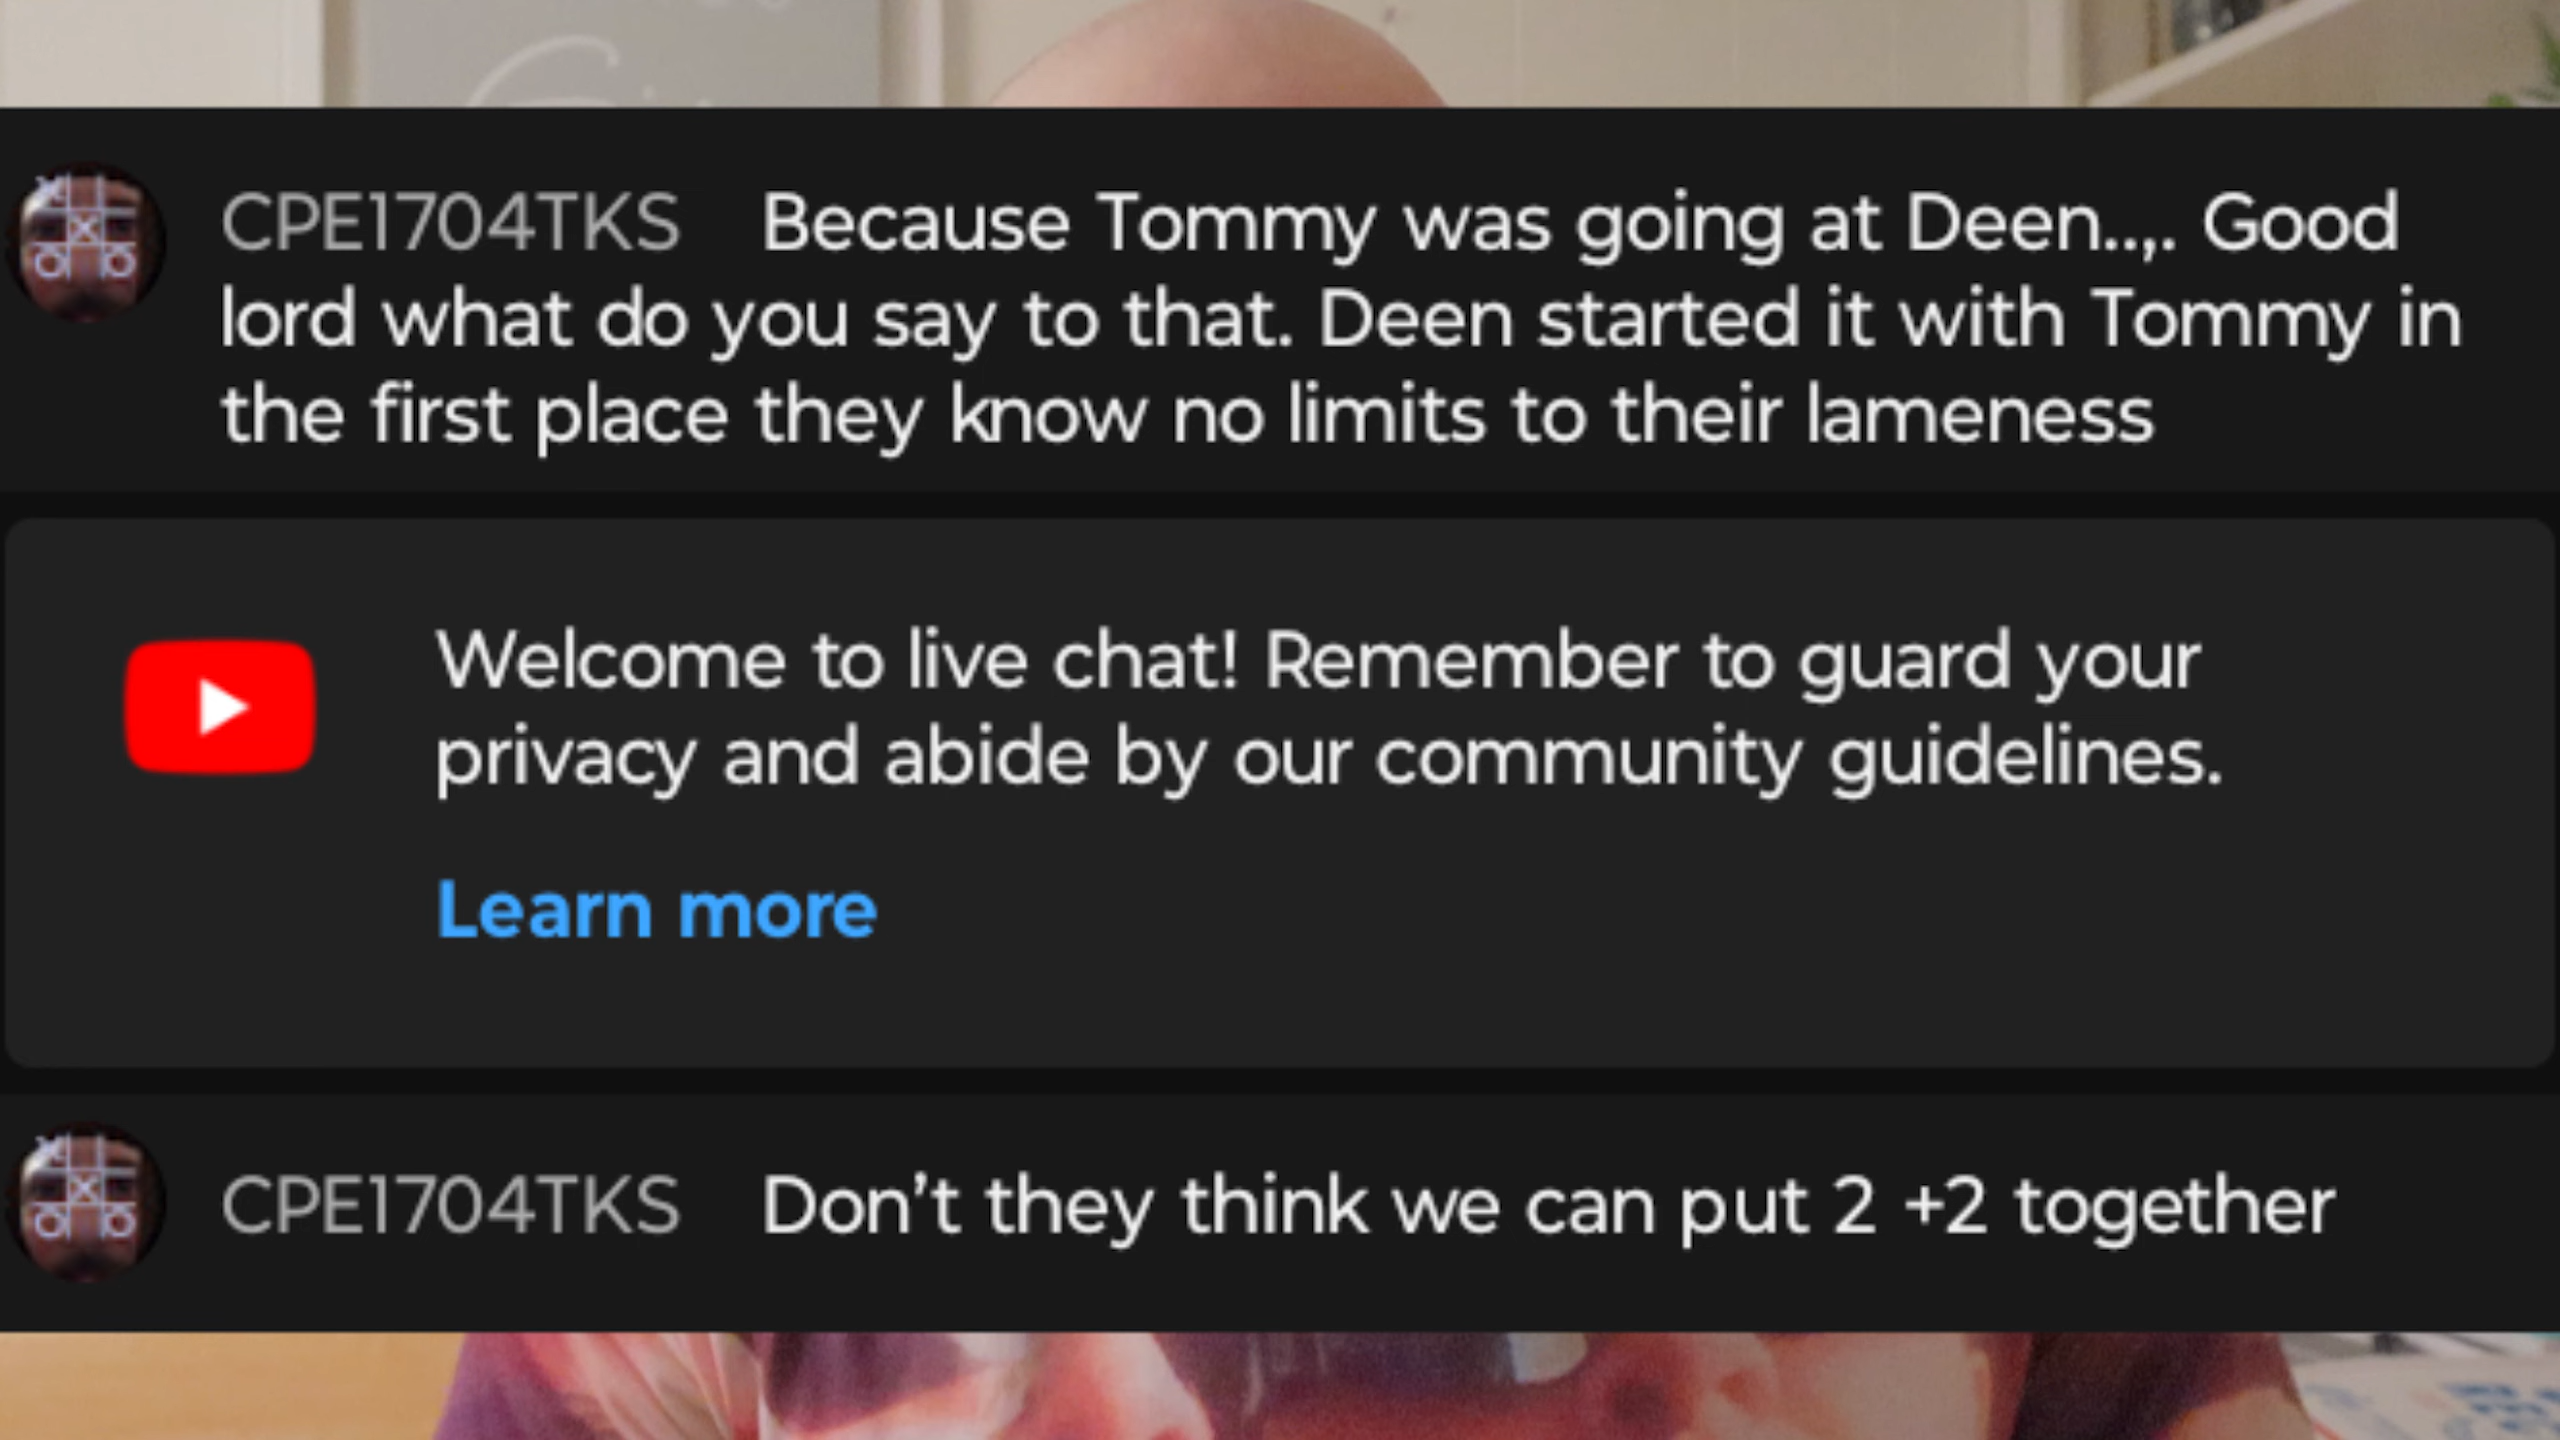 CPE1704TKS Because Tommy was going at Deen..,. Good
lord what do you say to that. Deen started it with Tommy in
the first place they know no limits to their lameness
Welcome to live chat! Remember to guard your
privacy and abide by our community guidelines.
Learn more
CPE1704TKS Don’t they think we can put 2 +2 together